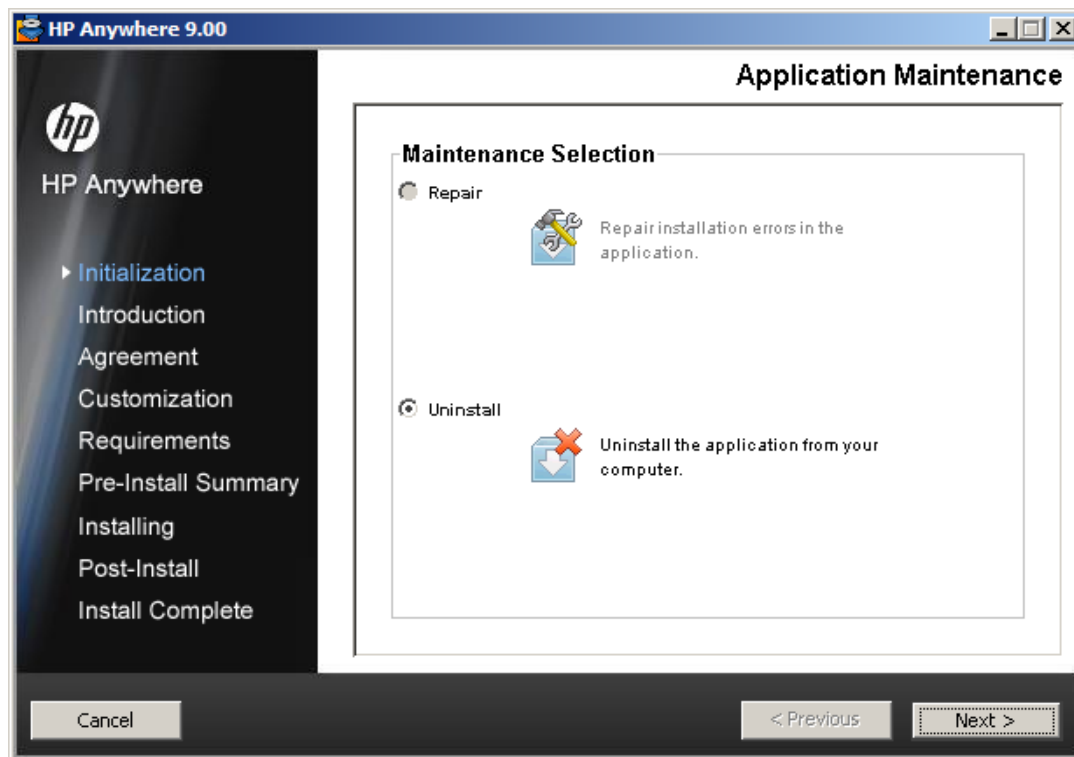 HP Anywhere 9.00
Application Maintenance
hp
HP Anywhere
Initialization
Introduction
Agreement
Customization
Requirements
Pre-Install Summary
Installing
Post-Install
Install Complete
Maintenance Selection
Repair
Repair installation errors in the
application.
Uninstall
Uninstall the application from your
computer.
Cancel
< Previous
Next >